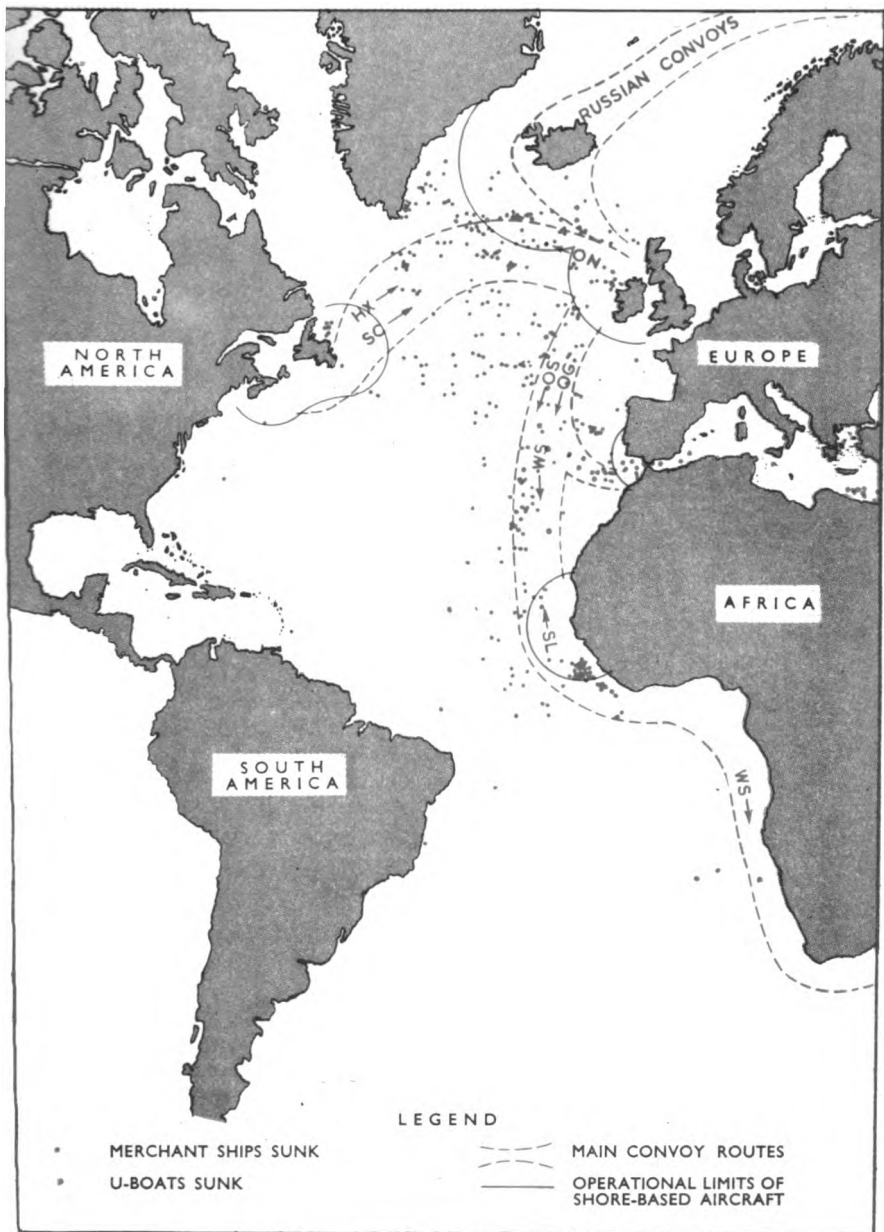 RUSSIAN CONVOYS
ON
HX
SC
NORTH
AMERICA
EUROPE
OS
OG
WS
AFRICA
SL
SOUTH
AMERICA
WS
LEGEND
MERCHANT SHIPS SUNK
U-BOATS SUNK
MAIN CONVOY ROUTES
OPERATIONAL LIMITS OF
SHORE-BASED AIRCRAFT